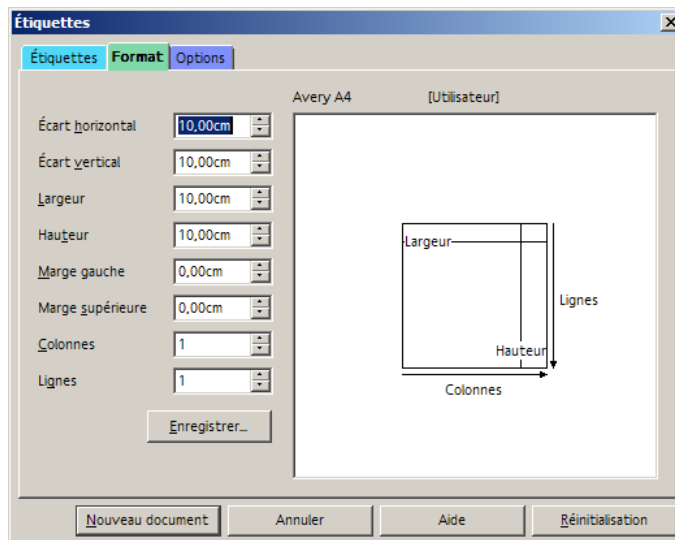 Étiquettes
Étiquettes Format Options
Avery A4 [Utilisateur]
Écart horizontal 10,00cm
Écart vertical 10,00cm
Largeur 10,00cm
Hauteur 10,00cm
Marge gauche 0,00cm
Marge supérieure 0,00cm
Colonnes 1
Lignes 1
Enregistrer...
Largeur
Lignes
Hauteur
Colonnes
Nouveau document Annuler Aide Réinitialisation